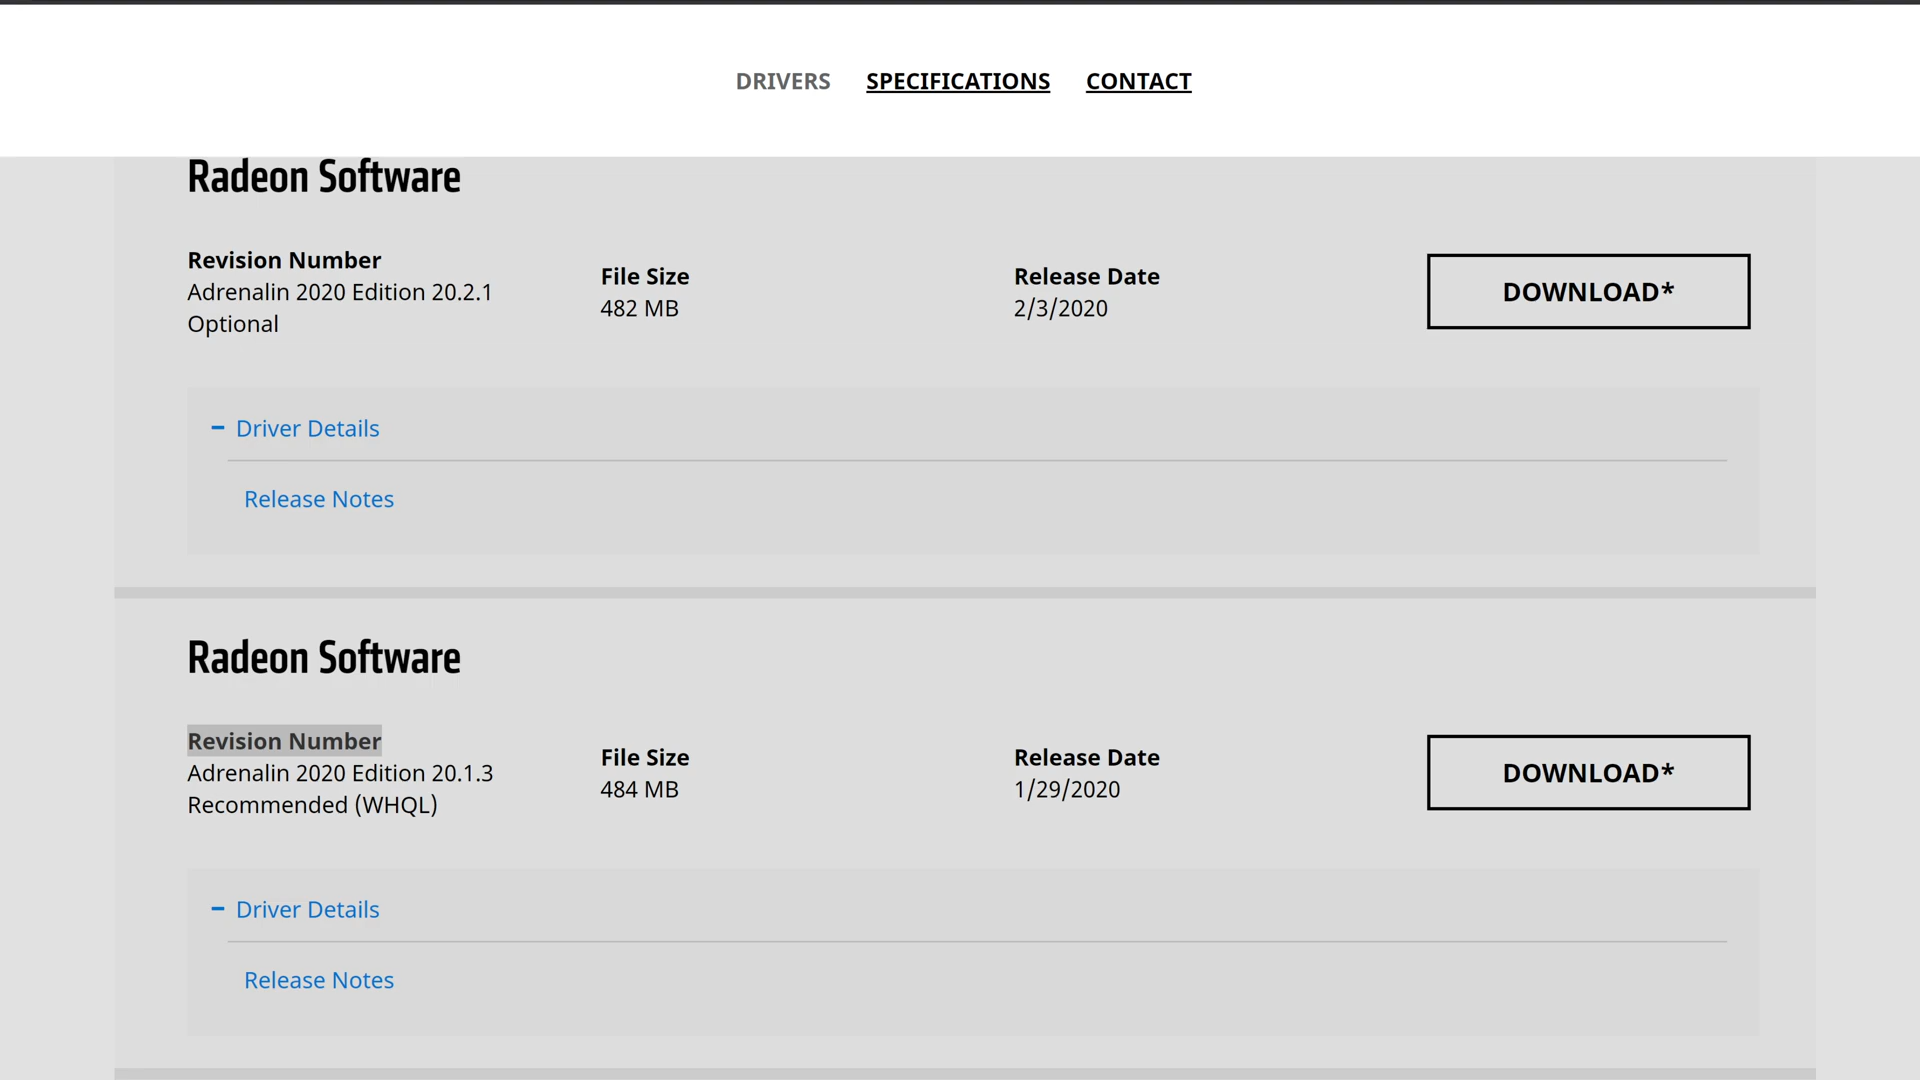 DRIVERS SPECIFICATIONS CONTACT
Radeon Software
Revision Number
Adrenalin 2020 Edition 20.2.1
Optional
File Size
482 MB
Release Date
2/3/2020
DOWNLOAD*
− Driver Details
Release Notes
Radeon Software
Revision Number
Adrenalin 2020 Edition 20.1.3
Recommended (WHQL)
File Size
484 MB
Release Date
1/29/2020
DOWNLOAD*
− Driver Details
Release Notes